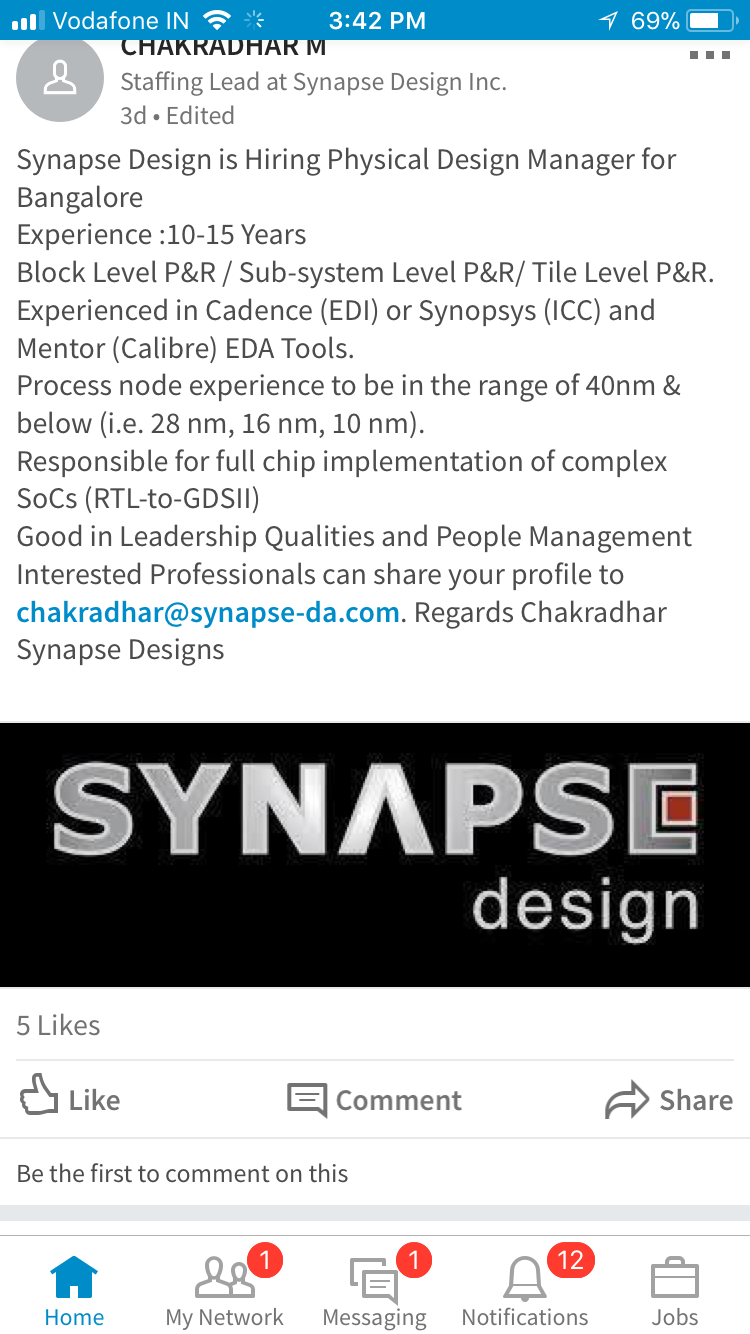 Vodafone IN 3:42 PM 69%
CHAKRADHAR M
Staffing Lead at Synapse Design Inc.
3d • Edited
Synapse Design is Hiring Physical Design Manager for
Bangalore
Experience :10-15 Years
Block Level P&R / Sub-system Level P&R/ Tile Level P&R.
Experienced in Cadence (EDI) or Synopsys (ICC) and
Mentor (Calibre) EDA Tools.
Process node experience to be in the range of 40nm &
below (i.e. 28 nm, 16 nm, 10 nm).
Responsible for full chip implementation of complex
SoCs (RTL-to-GDSII)
Good in Leadership Qualities and People Management
Interested Professionals can share your profile to
chakradhar@synapse-da.com. Regards Chakradhar
Synapse Designs
SYNAPSE
design
5 Likes
Like Comment Share
Be the first to comment on this
1 1 12
Home My Network Messaging Notifications Jobs